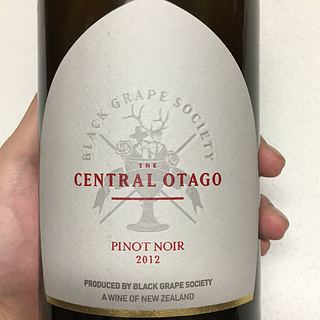 BLACK GRAPE SOCIETY
THE
CENTRAL OTAGO
PINOT NOIR
2012
PRODUCED BY BLACK GRAPE SOCIETY
A WINE OF NEW ZEALAND